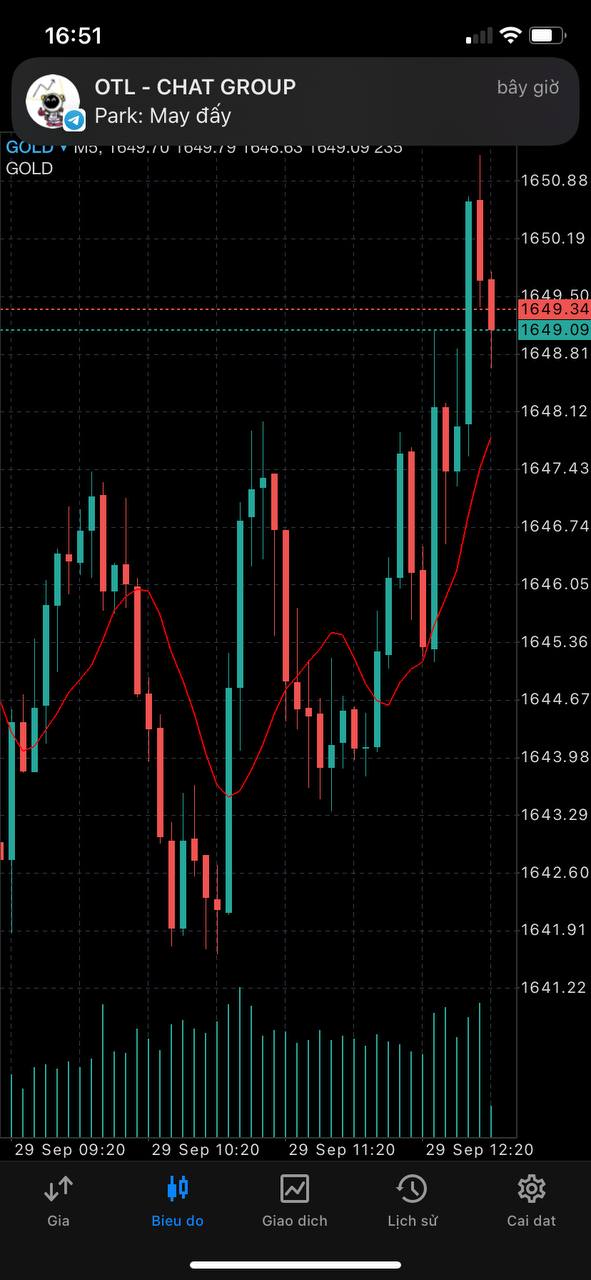 16:51
OTL - CHAT GROUP
bây giờ
Park: May đấy
GOLD ▼ M5, 1649.70 1649.79 1648.63 1649.09 235
GOLD
1650.88
1650.19
1649.50
1649.34
1649.09
1648.81
1648.12
1647.43
1646.74
1646.05
1645.36
1644.67
1643.98
1643.29
1642.60
1641.91
1641.22
29 Sep 09:20 29 Sep 10:20 29 Sep 11:20 29 Sep 12:20
Gia Bieu do Giao dich Lịch sử Cai dat